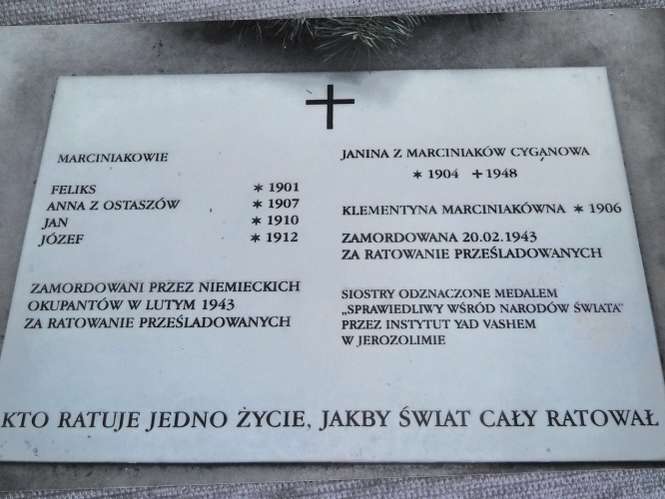 MARCINIAKOWIE
FELIKS * 1901
ANNA Z OSTASZÓW * 1907
JAN * 1910
JÓZEF * 1912
ZAMORDOWANI PRZEZ NIEMIECKICH
OKUPANTÓW W LUTYM 1943
ZA RATOWANIE PRZEŚLADOWANYCH
JANINA Z MARCINIAKÓW CYGANOWA
* 1904 + 1948
KLEMENTYNA MARCINIAKÓWNA * 1906
ZAMORDOWANA 20.02.1943
ZA RATOWANIE PRZEŚLADOWANYCH
SIOSTRY ODZNACZONE MEDALEM
„SPRAWIEDLIWY WŚRÓD NARODÓW ŚWIATA"
PRZEZ INSTYTUT YAD VASHEM
W JEROZOLIMIE
KTO RATUJE JEDNO ŻYCIE, JAKBY ŚWIAT CAŁY RATOWAŁ